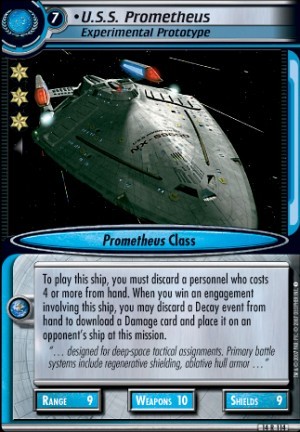 7
•U.S.S. Prometheus
Experimental Prototype
Prometheus Class
To play this ship, you must discard a personnel who costs
4 or more from hand. When you win an engagement
involving this ship, you may discard a Decay event from
hand to download a Damage card and place it on an
opponent's ship at this mission.
"... designed for deep-space tactical assignments. Primary battle
systems include regenerative shielding, ablative hull armor ..."
RANGE 9
WEAPONS 10
SHIELDS 9
14 R 114